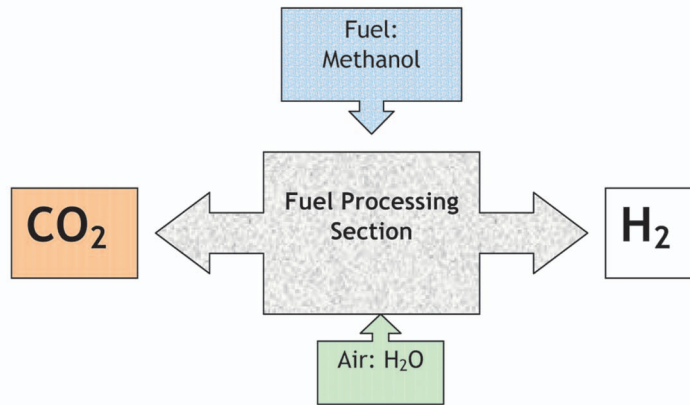 Fuel:
Methanol
CO₂
Fuel Processing
Section
H₂
Air: H₂O